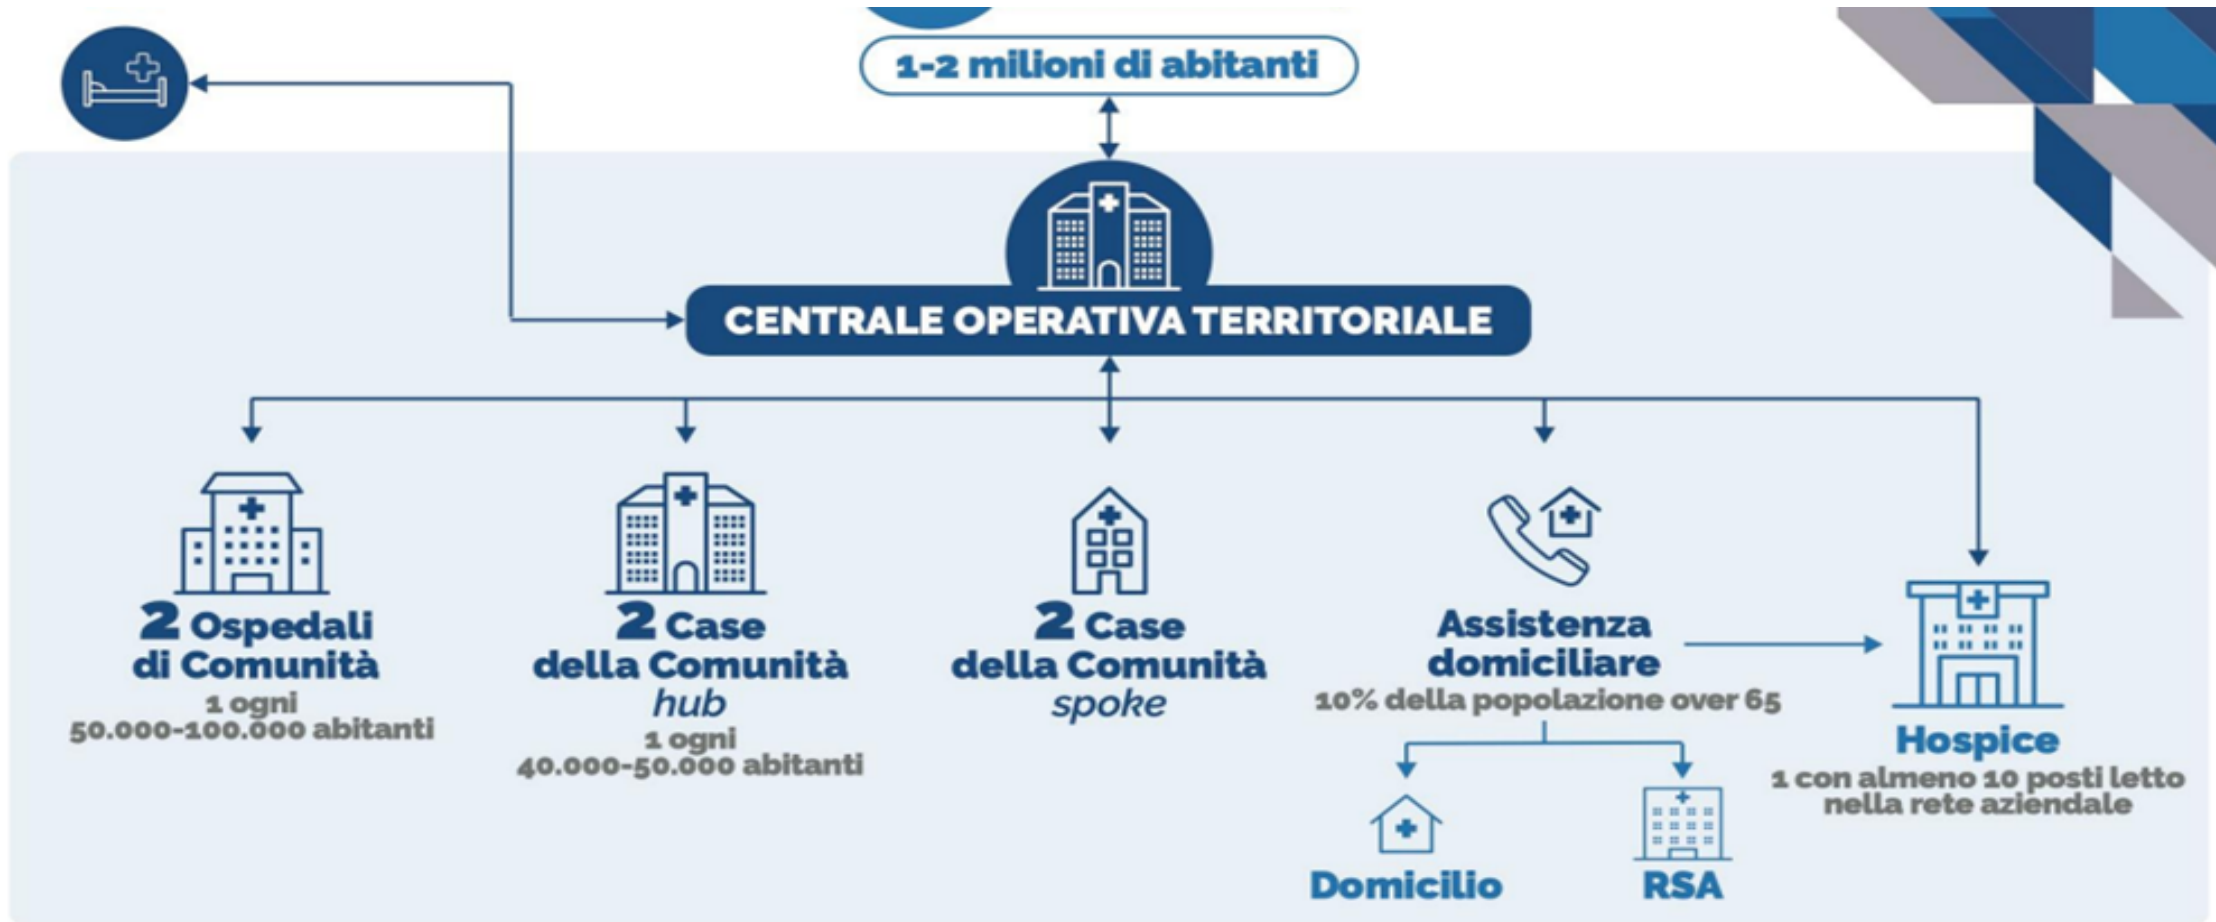 1-2 milioni di abitanti
CENTRALE OPERATIVA TERRITORIALE
2 Ospedali
di Comunità
1 ogni
50.000-100.000 abitanti
2 Case
della Comunità
hub
1 ogni
40.000-50.000 abitanti
2 Case
della Comunità
spoke
Assistenza
domiciliare
10% della popolazione over 65
Domicilio
RSA
Hospice
1 con almeno 10 posti letto
nella rete aziendale